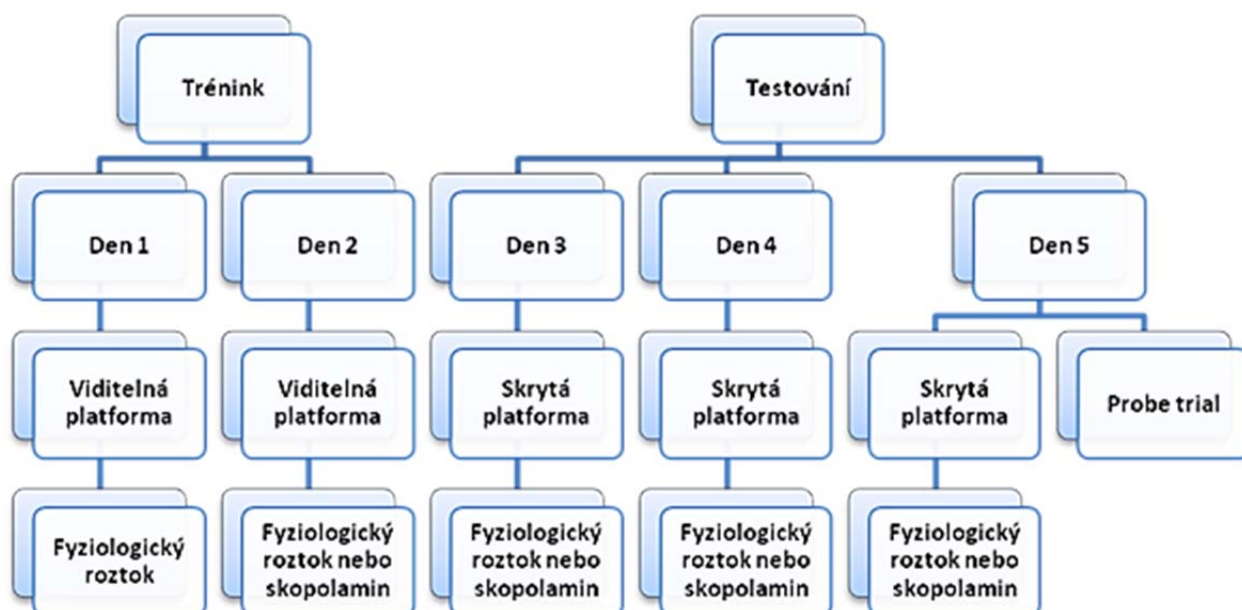 Trénink
Testování
Den 1
Den 2
Den 3
Den 4
Den 5
Viditelná
platforma
Viditelná
platforma
Skrytá
platforma
Skrytá
platforma
Skrytá
platforma
Probe trial
Fyziologický
roztok
Fyziologický
roztok nebo
skopolamin
Fyziologický
roztok nebo
skopolamin
Fyziologický
roztok nebo
skopolamin
Fyziologický
roztok nebo
skopolamin